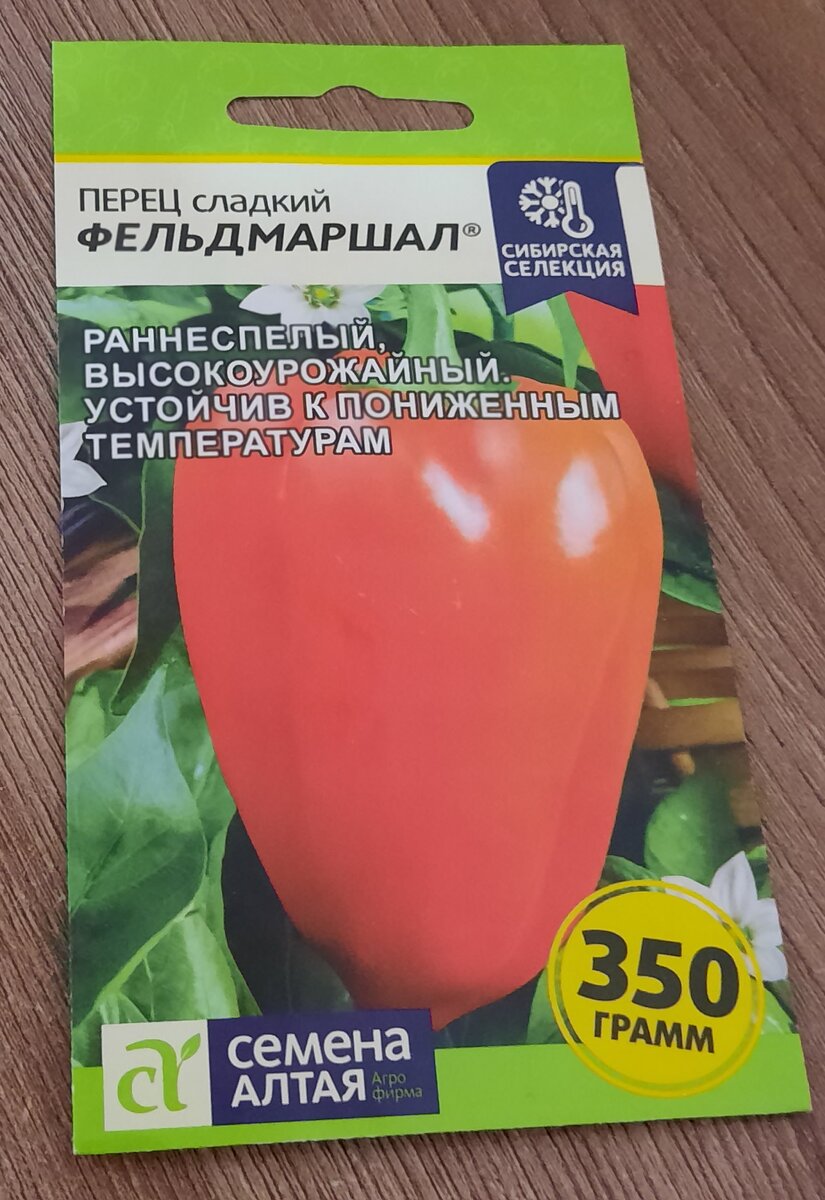 ПЕРЕЦ сладкий
ФЕЛЬДМАРШАЛ®
СИБИРСКАЯ
СЕЛЕКЦИЯ
РАННЕСПЕЛЫЙ,
ВЫСОКОУРОЖАЙНЫЙ.
УСТОЙЧИВ К ПОНИЖЕННЫМ
ТЕМПЕРАТУРАМ
350
ГРАММ
семена
АЛТАЯ
Агро
фирма